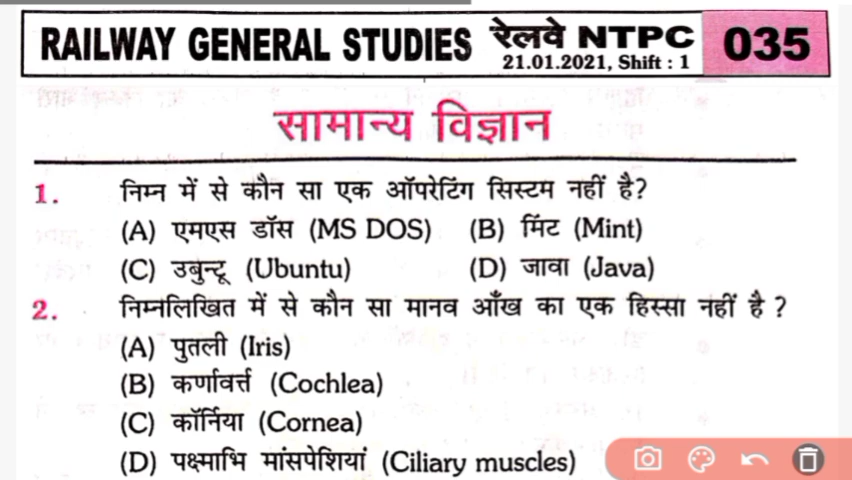 RAILWAY GENERAL STUDIES रेलवे NTPC 035
21.01.2021, Shift : 1
सामान्य विज्ञान
1. निम्न में से कौन सा एक ऑपरेटिंग सिस्टम नहीं है?
(A) एमएस डॉस (MS DOS) (B) मिंट (Mint)
(C) उबुन्टू (Ubuntu) (D) जावा (Java)
2. निम्नलिखित में से कौन सा मानव आँख का एक हिस्सा नहीं है ?
(A) पुतली (Iris)
(B) कर्णावर्त्त (Cochlea)
(C) कॉर्निया (Cornea)
(D) पक्ष्माभि मांसपेशियां (Ciliary muscles)